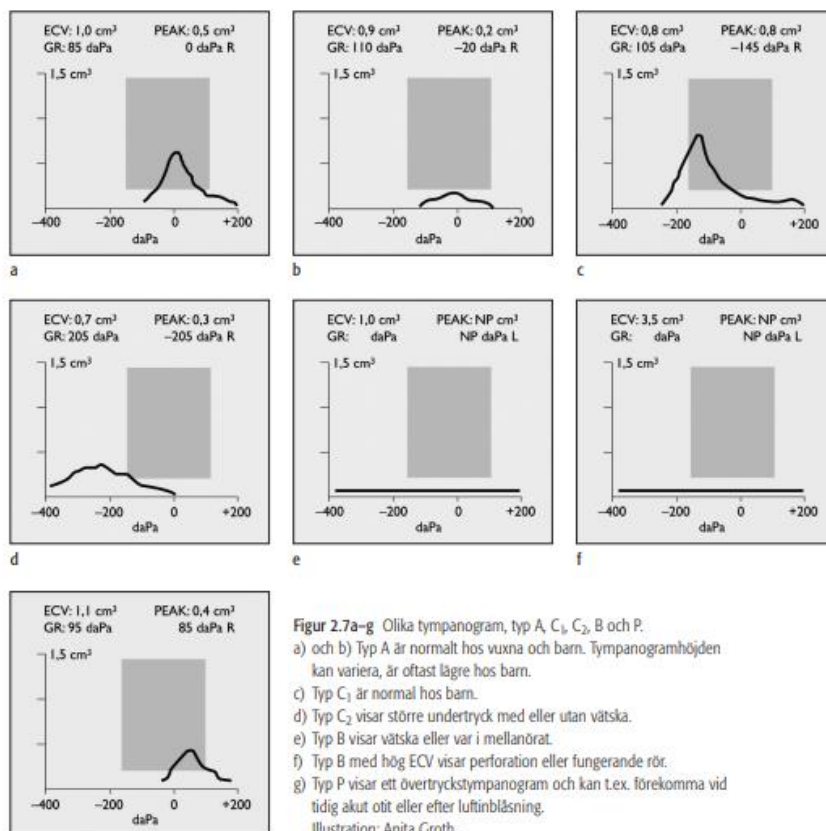 ECV: 1,0 cm³ PEAK: 0,5 cm³
GR: 85 daPa 0 daPa R
1,5 cm³
−400 −200 0 +200
daPa
a
ECV: 0,9 cm³ PEAK: 0,2 cm³
GR: 110 daPa −20 daPa R
1,5 cm³
−400 −200 0 +200
daPa
b
ECV: 0,8 cm³ PEAK: 0,8 cm³
GR: 105 daPa −145 daPa R
1,5 cm³
−400 −200 0 +200
daPa
c
ECV: 0,7 cm³ PEAK: 0,3 cm³
GR: 205 daPa −205 daPa R
1,5 cm³
−400 −200 0 +200
daPa
d
ECV: 1,0 cm³ PEAK: NP cm³
GR: daPa NP daPa L
1,5 cm³
−400 −200 0 +200
daPa
e
ECV: 3,5 cm³ PEAK: NP cm³
GR: daPa NP daPa L
1,5 cm³
−400 −200 0 +200
daPa
f
ECV: 1,1 cm³ PEAK: 0,4 cm³
GR: 95 daPa 85 daPa R
1,5 cm³
−400 −200 0 +200
daPa
Figur 2.7a–g Olika tympanogram, typ A, C₁, C₂, B och P.
a) och b) Typ A är normalt hos vuxna och barn. Tympanogramhöjden
kan variera, är oftast lägre hos barn.
c) Typ C₁ är normal hos barn.
d) Typ C₂ visar större undertryck med eller utan vätska.
e) Typ B visar vätska eller var i mellanörat.
f) Typ B med hög ECV visar perforation eller fungerande rör.
g) Typ P visar ett övertryckstympanogram och kan t.ex. förekomma vid
tidig akut otit eller efter luftinblåsning.
Illustration: Anita Groth